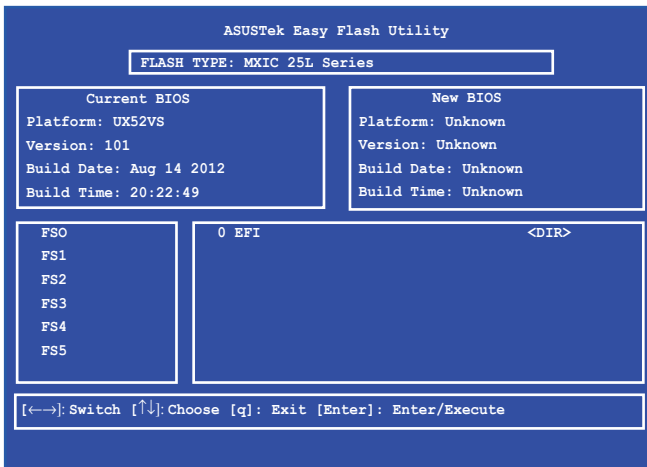 ASUSTek Easy Flash Utility
FLASH TYPE: MXIC 25L Series
Current BIOS
Platform: UX52VS
Version: 101
Build Date: Aug 14 2012
Build Time: 20:22:49
New BIOS
Platform: Unknown
Version: Unknown
Build Date: Unknown
Build Time: Unknown
FSO
FS1
FS2
FS3
FS4
FS5
0 EFI <DIR>
[←→]: Switch [↑↓]: Choose [q]: Exit [Enter]: Enter/Execute